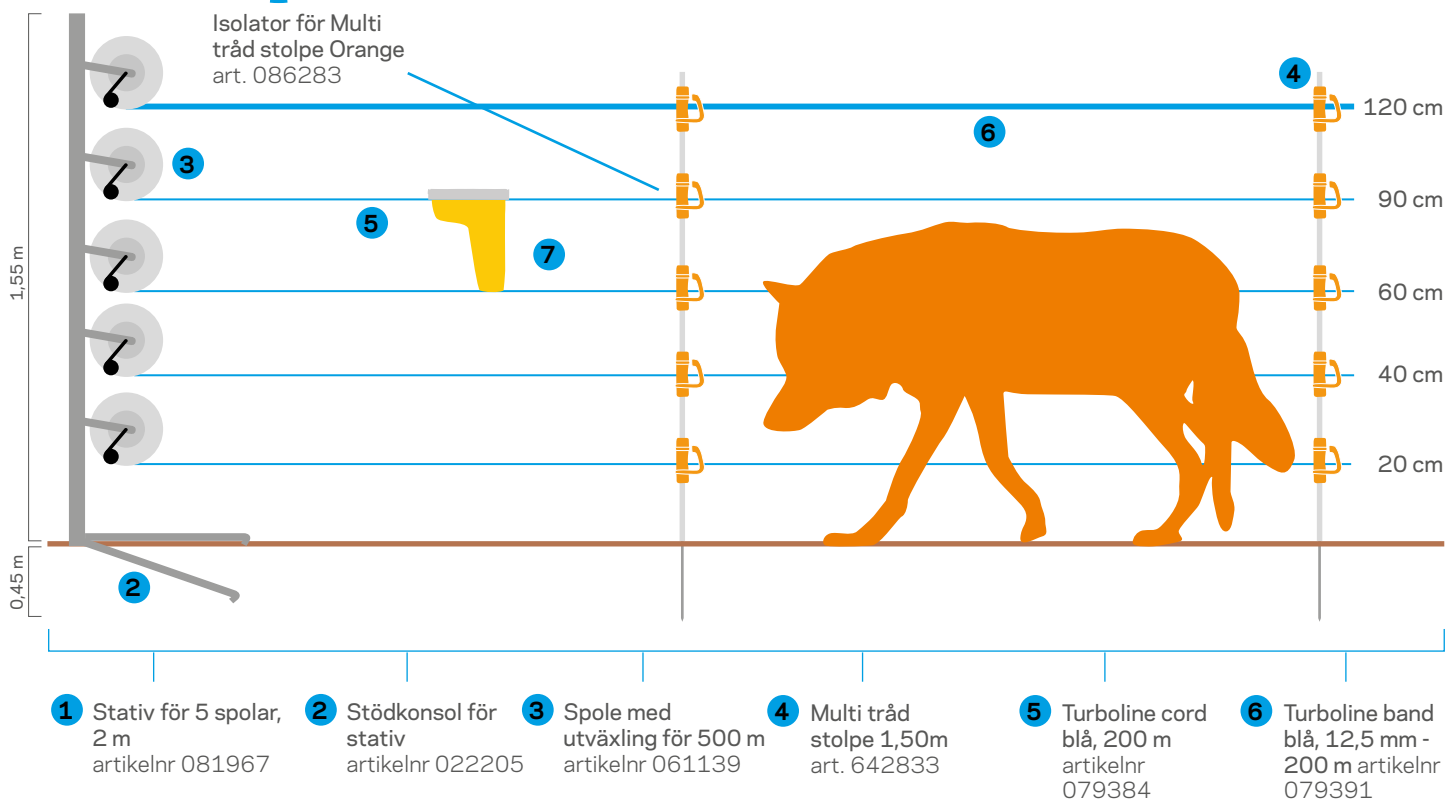 Isolator för Multi
tråd stolpe Orange
art. 086283
4
120 cm
6
3
90 cm
5
7
1,55 m
60 cm
40 cm
20 cm
0,45 m
2
1 Stativ för 5 spolar,
2 m
artikelnr 081967
2 Stödkonsol för
stativ
artikelnr 022205
3 Spole med
utväxling för 500 m
artikelnr 061139
4 Multi tråd
stolpe 1,50m
art. 642833
5 Turboline cord
blå, 200 m
artikelnr
079384
6 Turboline band
blå, 12,5 mm -
200 m artikelnr
079391